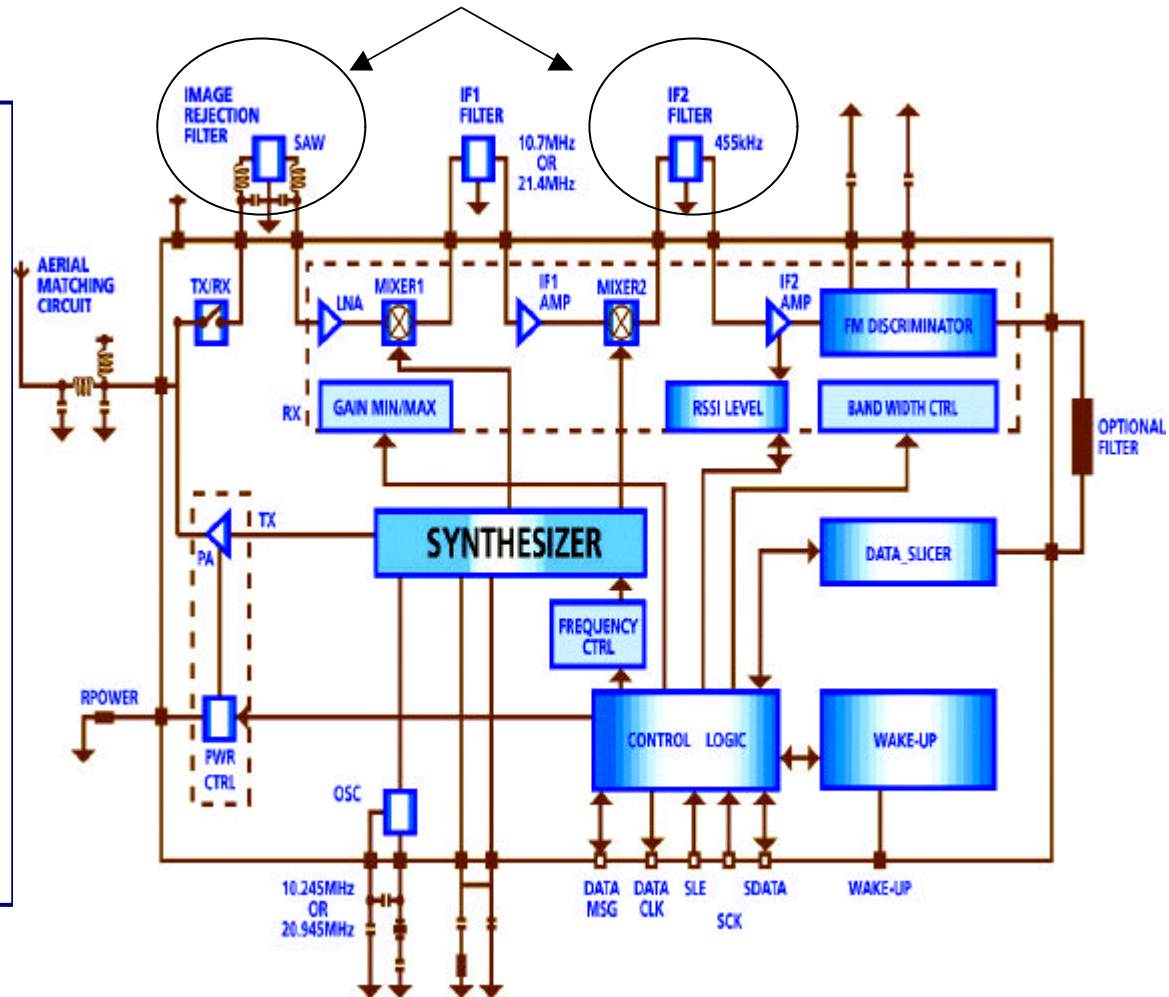 IMAGE
REJECTION
FILTER
SAW
IF1
FILTER
10.7MHz
OR
21.4MHz
IF2
FILTER
455kHz
AERIAL
MATCHING
CIRCUIT
TX/RX
LNA
MIXER1
IF1
AMP
MIXER2
IF2
AMP
FM DISCRIMINATOR
RX
GAIN MIN/MAX
RSSI LEVEL
BAND WIDTH CTRL
OPTIONAL
FILTER
TX
PA
SYNTHESIZER
DATA_SLICER
FREQUENCY
CTRL
RPOWER
PWR
CTRL
CONTROL LOGIC
WAKE-UP
OSC
10.245MHz
OR
20.945MHz
DATA
MSG
DATA
CLK
SLE
SCK
SDATA
WAKE-UP